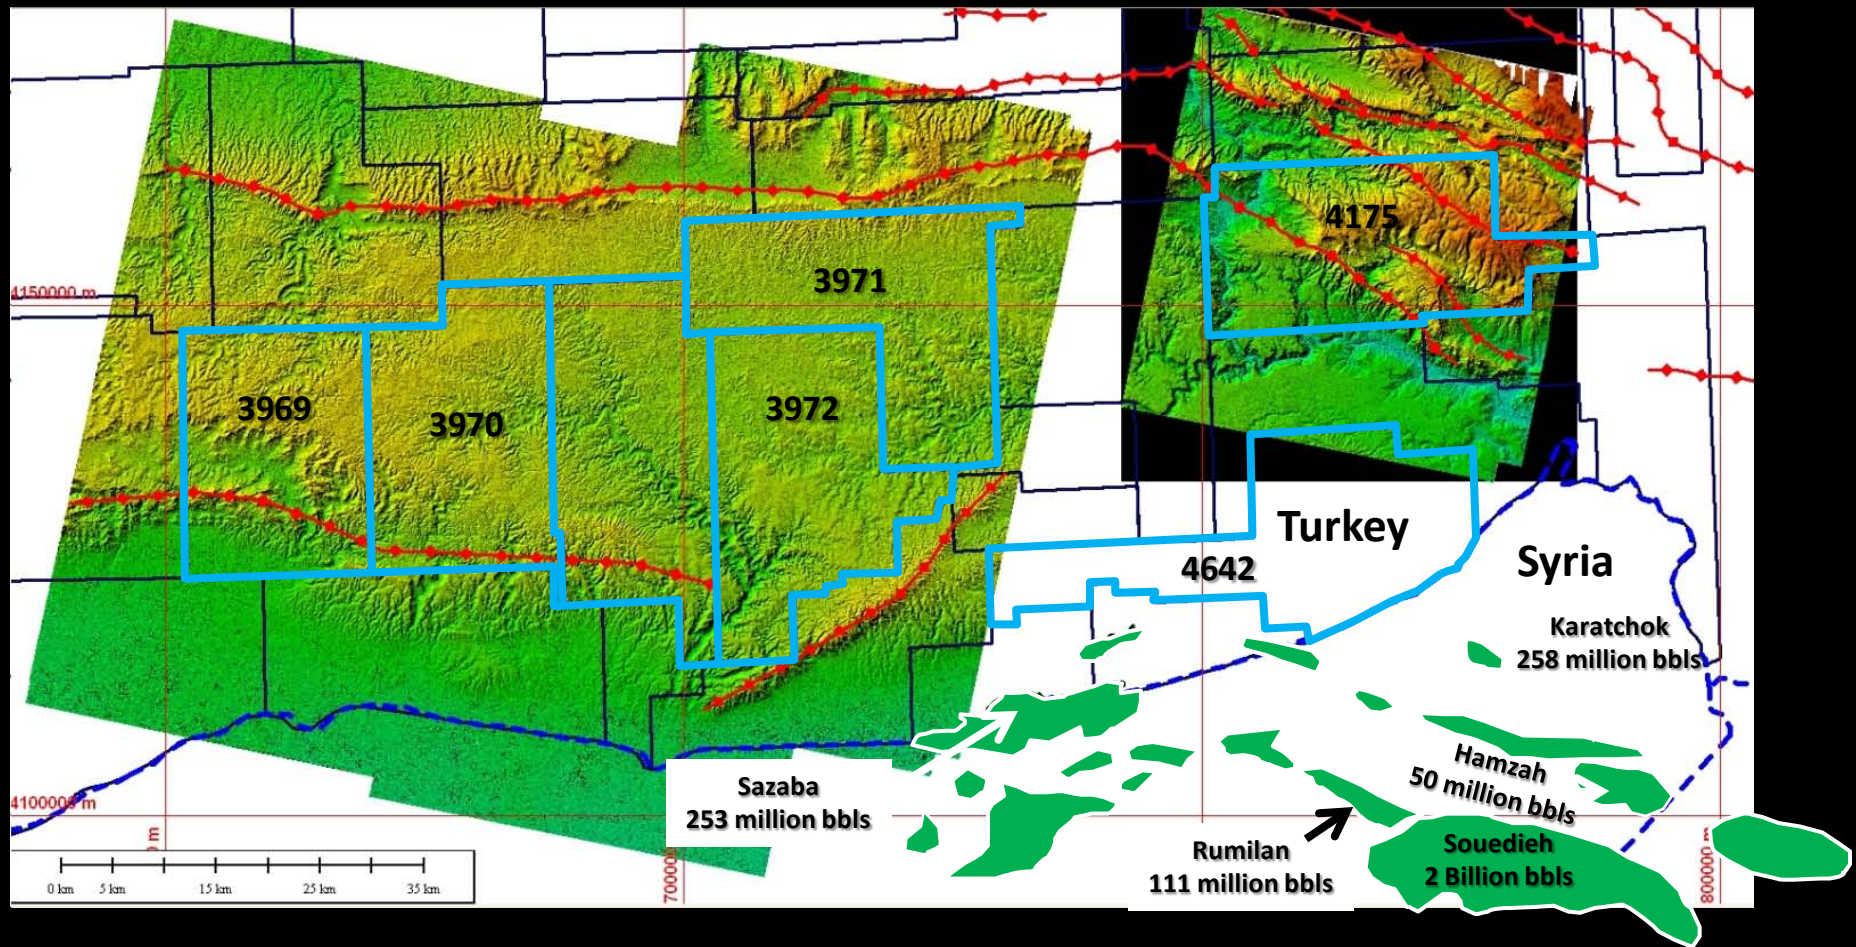 4175
3971
4150000 m
3969
3970
3972
Turkey
4642
Syria
Karatchok
258 million bbls
Hamzah
50 million bbls
Sazaba
253 million bbls
4100000 m
Rumilan
111 million bbls
Souedieh
2 Billion bbls
0 km
5 km
15 km
25 km
35 km
800000 m